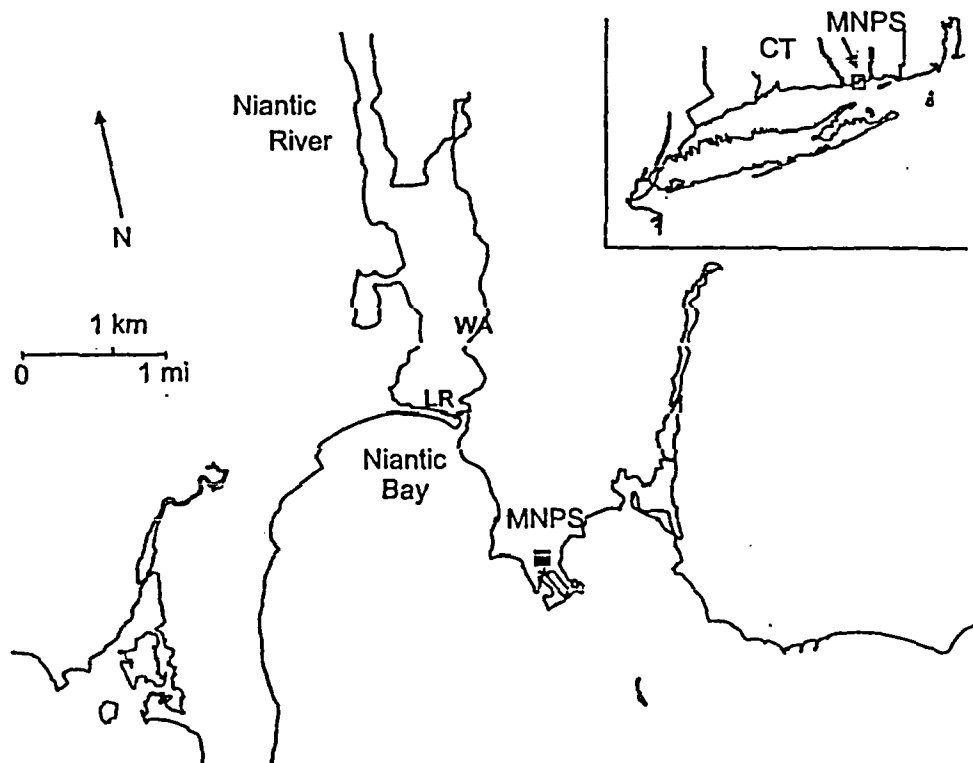 MNPS
CT
Niantic
River
N
1 km
0
1 mi
WA
LR
Niantic
Bay
MNPS